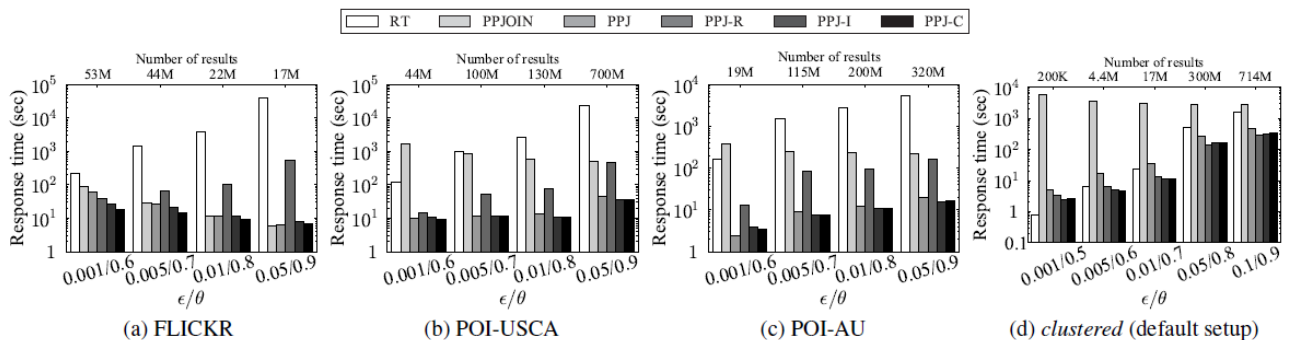 RT PPJOIN PPJ PPJ-R PPJ-I PPJ-C
Number of results
53M 44M 22M 17M
Response time (sec)
10^5
10^4
10^3
10^2
10^1
1
0.001/0.6 0.005/0.7 0.01/0.8 0.05/0.9
ϵ/θ
(a) FLICKR
Number of results
44M 100M 130M 700M
Response time (sec)
10^5
10^4
10^3
10^2
10^1
1
0.001/0.6 0.005/0.7 0.01/0.8 0.05/0.9
ϵ/θ
(b) POI-USCA
Number of results
19M 115M 200M 320M
Response time (sec)
10^4
10^3
10^2
10^1
1
0.001/0.6 0.005/0.7 0.01/0.8 0.05/0.9
ϵ/θ
(c) POI-AU
Number of results
200K 4.4M 17M 300M 714M
Response time (sec)
10^4
10^3
10^2
10^1
1
0.1
0.001/0.5 0.005/0.6 0.01/0.7 0.05/0.8 0.1/0.9
ϵ/θ
(d) clustered (default setup)